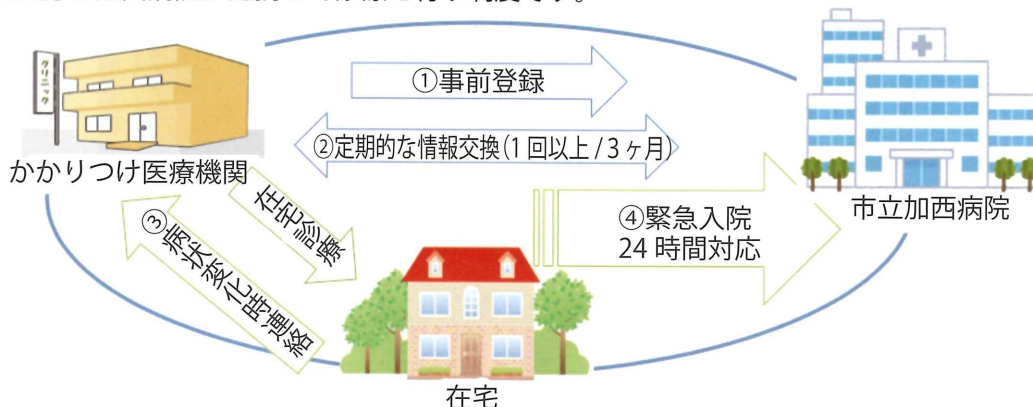 クリニック
①事前登録
②定期的な情報交換(1回以上/3ヶ月)
かかりつけ医療機関
在宅診療
③病状変化時連絡
④緊急入院
24時間対応
市立加西病院
在宅